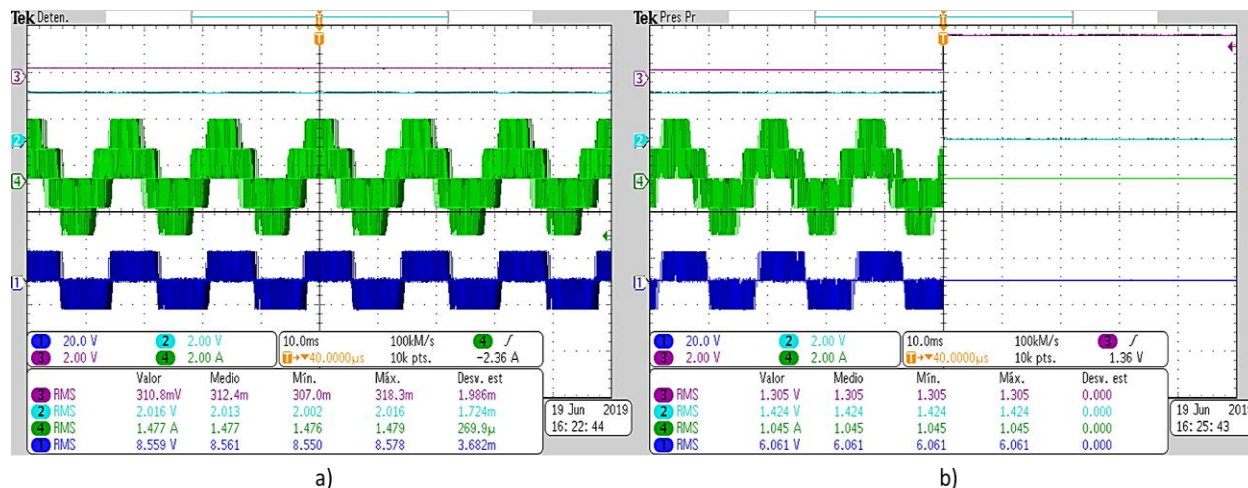 Tek Deten.
T
T
3
2
4
1
1 20.0 V 2 2.00 V
3 2.00 V 4 2.00 A
10.0ms 100kM/s
T→▼40.0000µs 10k pts.
4 ∫
−2.36 A
Valor Medio Mín. Máx. Desv. est
3 RMS 310.8mV 312.4m 307.0m 318.3m 1.986m
2 RMS 2.016 V 2.013 2.002 2.016 1.724m
4 RMS 1.477 A 1.477 1.476 1.479 269.9µ
1 RMS 8.559 V 8.561 8.550 8.578 3.682m
19 Jun 2019
16:22:44
a)
Tek Pres Pr
T
T
3
2
4
1
1 20.0 V 2 2.00 V
3 2.00 V 4 2.00 A
10.0ms 100kM/s
T→▼40.0000µs 10k pts.
3 ∫
1.36 V
Valor Medio Mín. Máx. Desv. est
3 RMS 1.305 V 1.305 1.305 1.305 0.000
2 RMS 1.424 V 1.424 1.424 1.424 0.000
4 RMS 1.045 A 1.045 1.045 1.045 0.000
1 RMS 6.061 V 6.061 6.061 6.061 0.000
19 Jun 2019
16:25:43
b)